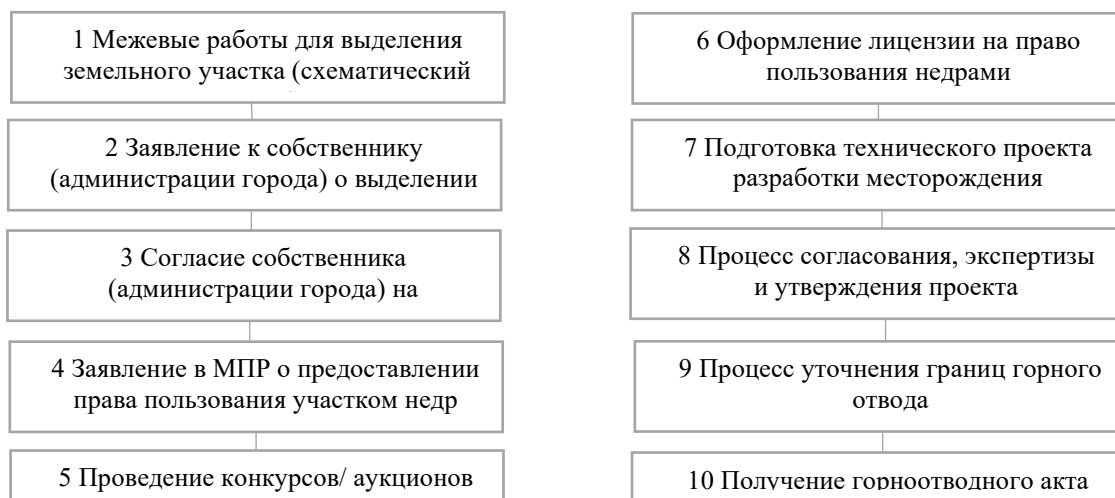 1 Межевые работы для выделения
земельного участка (схематический
2 Заявление к собственнику
(администрации города) о выделении
3 Согласие собственника
(администрации города) на
4 Заявление в МПР о предоставлении
права пользования участком недр
5 Проведение конкурсов/ аукционов
6 Оформление лицензии на право
пользования недрами
7 Подготовка технического проекта
разработки месторождения
8 Процесс согласования, экспертизы
и утверждения проекта
9 Процесс уточнения границ горного
отвода
10 Получение горноотводного акта